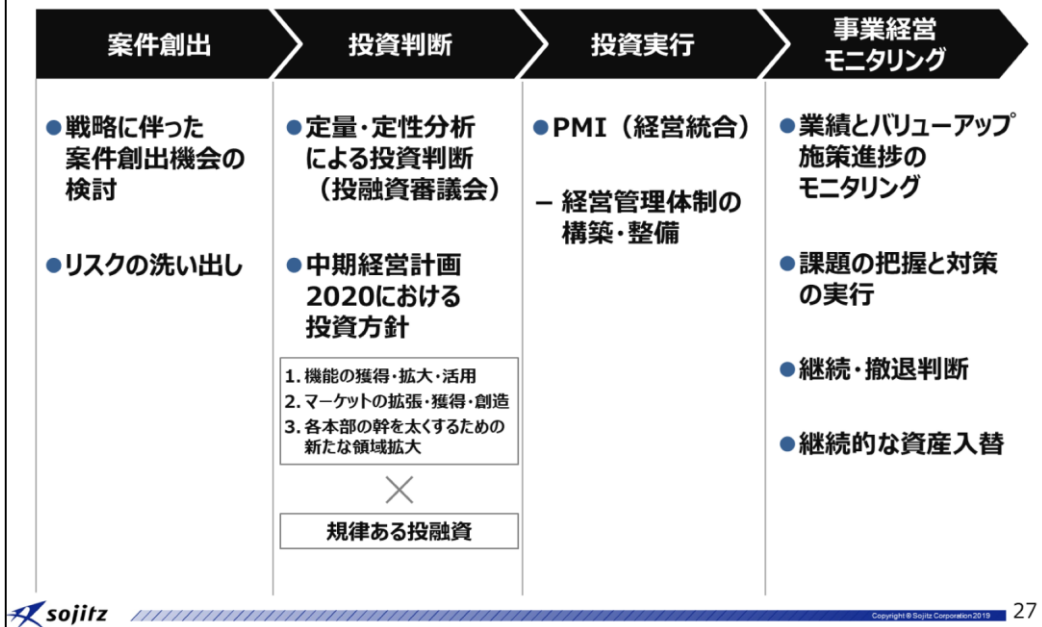 案件創出
投資判断
投資実行
事業経営
モニタリング
●戦略に伴った
案件創出機会の
検討
●リスクの洗い出し
●定量・定性分析
による投資判断
（投融資審議会）
●中期経営計画
2020における
投資方針
1. 機能の獲得・拡大・活用
2. マーケットの拡張・獲得・創造
3. 各本部の幹を太くするための
新たな領域拡大
×
規律ある投融資
●PMI（経営統合）
– 経営管理体制の
構築・整備
●業績とバリューアップ
施策進捗の
モニタリング
●課題の把握と対策
の実行
●継続・撤退判断
●継続的な資産入替
sojitz
Copyright © Sojitz Corporation 2019
27